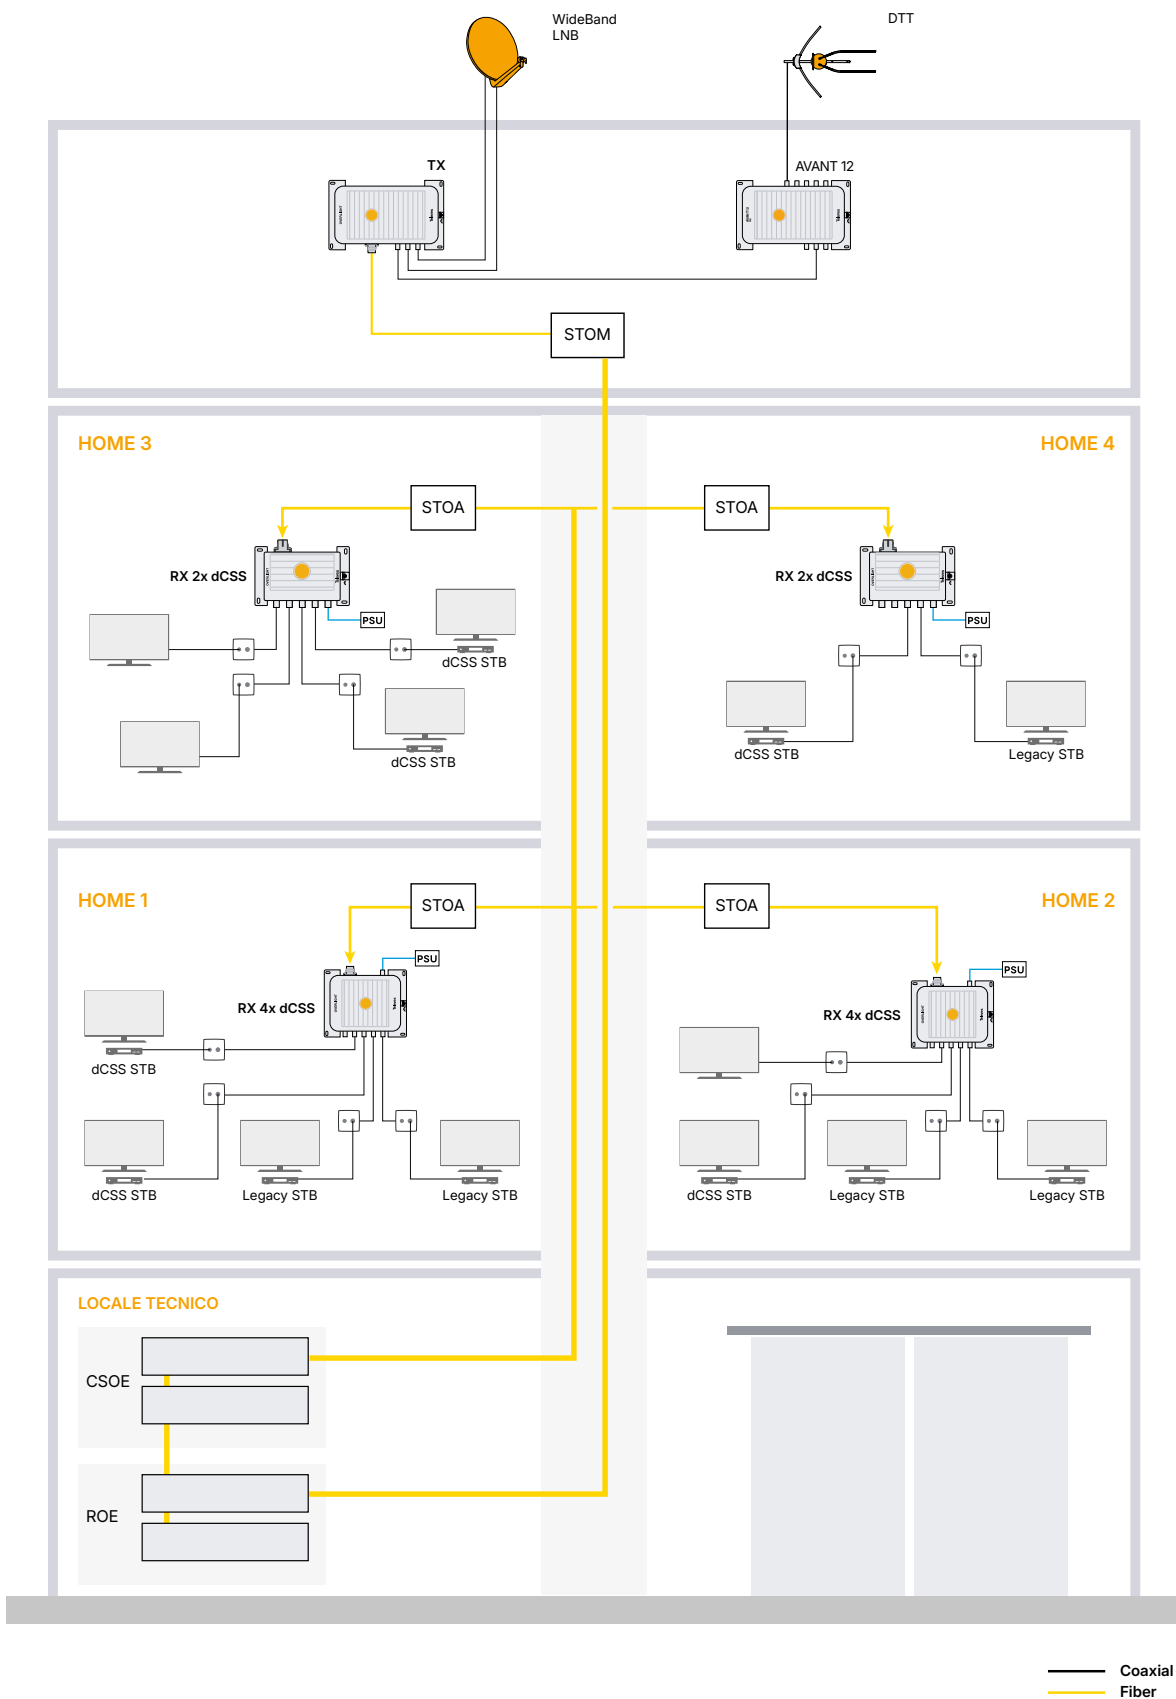 WideBand
LNB
DTT
TX
AVANT 12
STOM
HOME 3
HOME 4
STOA
STOA
RX 2x dCSS
RX 2x dCSS
PSU
PSU
dCSS STB
dCSS STB
dCSS STB
Legacy STB
HOME 1
HOME 2
STOA
STOA
PSU
PSU
RX 4x dCSS
RX 4x dCSS
dCSS STB
dCSS STB
Legacy STB
Legacy STB
dCSS STB
Legacy STB
Legacy STB
LOCALE TECNICO
CSOE
ROE
Coaxial
Fiber